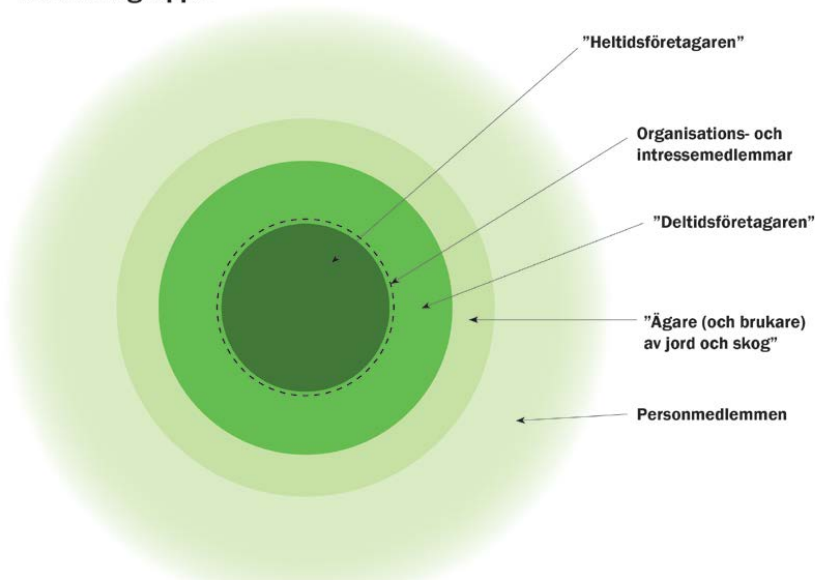 ”Heltidsföretagaren”
Organisations- och
intressemedlemmar
”Deltidsföretagaren”
”Ägare (och brukare)
av jord och skog”
Personmedlemmen